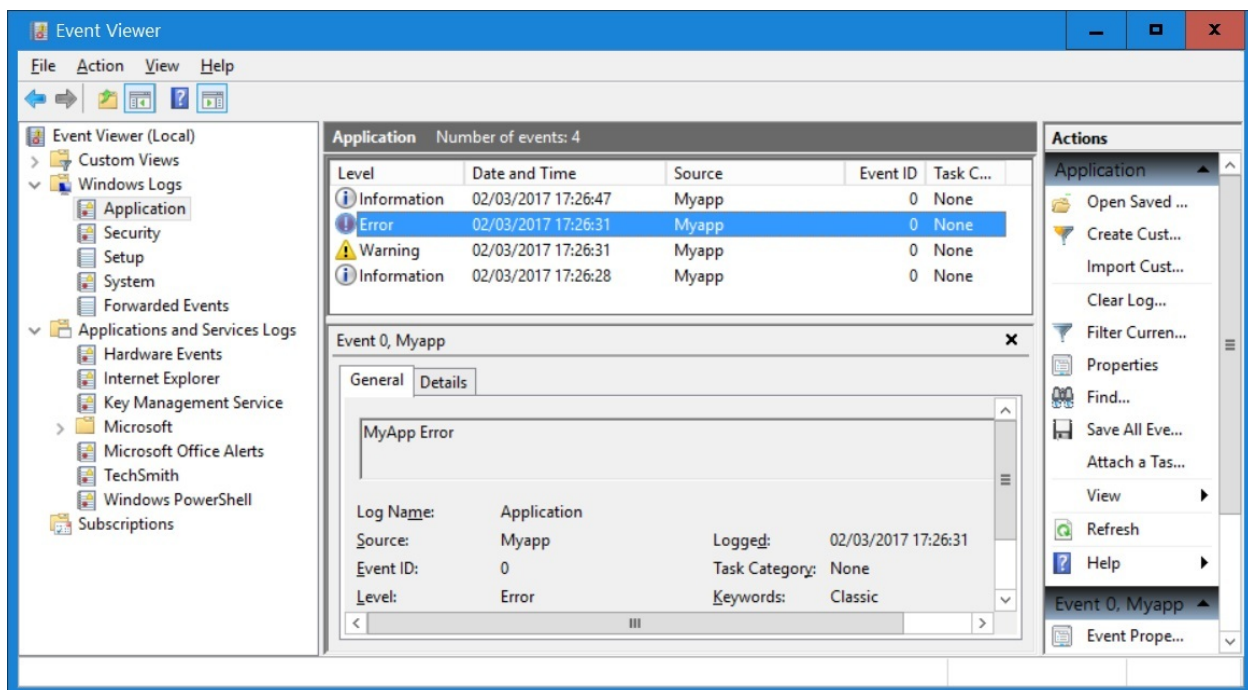 Event Viewer
File Action View Help
Event Viewer (Local)
Custom Views
Windows Logs
Application
Security
Setup
System
Forwarded Events
Applications and Services Logs
Hardware Events
Internet Explorer
Key Management Service
Microsoft
Microsoft Office Alerts
TechSmith
Windows PowerShell
Subscriptions
Application Number of events: 4
Level Date and Time Source Event ID Task C...
Information 02/03/2017 17:26:47 Myapp 0 None
Error 02/03/2017 17:26:31 Myapp 0 None
Warning 02/03/2017 17:26:31 Myapp 0 None
Information 02/03/2017 17:26:28 Myapp 0 None
Event 0, Myapp
General Details
MyApp Error
Log Name: Application
Source: Myapp Logged: 02/03/2017 17:26:31
Event ID: 0 Task Category: None
Level: Error Keywords: Classic
Actions
Application
Open Saved ...
Create Cust...
Import Cust...
Clear Log...
Filter Curren...
Properties
Find...
Save All Eve...
Attach a Tas...
View
Refresh
Help
Event 0, Myapp
Event Prope...